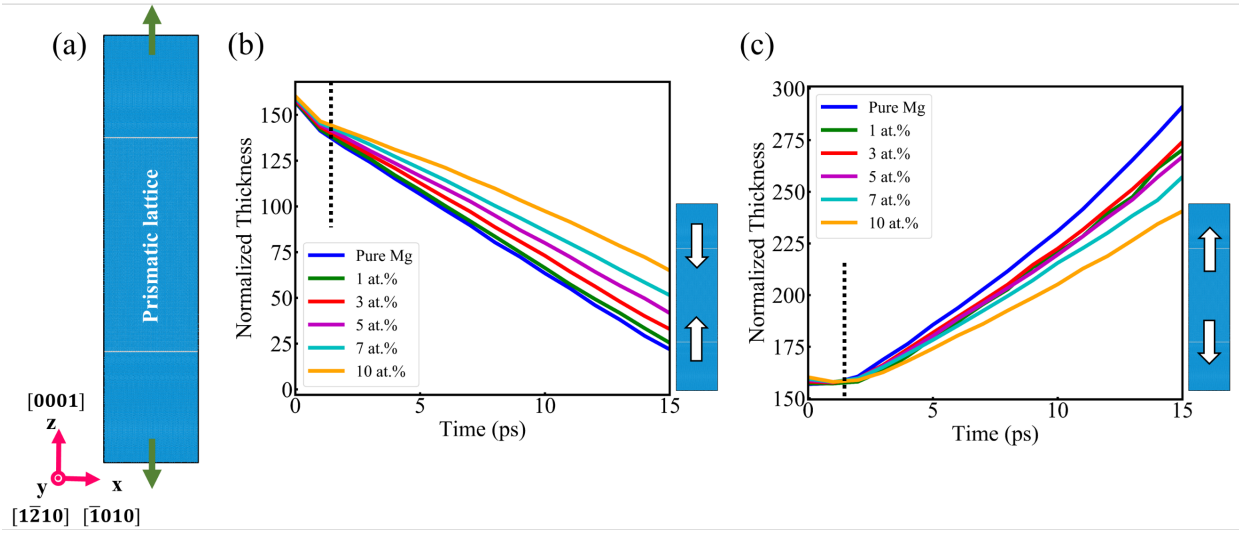 (a)
Prismatic lattice
[0001]
z
y
x
[1̅2̅10] [1̅010]
(b)
Normalized Thickness
150
125
100
75
50
25
0
Pure Mg
1 at.%
3 at.%
5 at.%
7 at.%
10 at.%
0
5
10
15
Time (ps)
(c)
Normalized Thickness
300
275
250
225
200
175
150
Pure Mg
1 at.%
3 at.%
5 at.%
7 at.%
10 at.%
0
5
10
15
Time (ps)